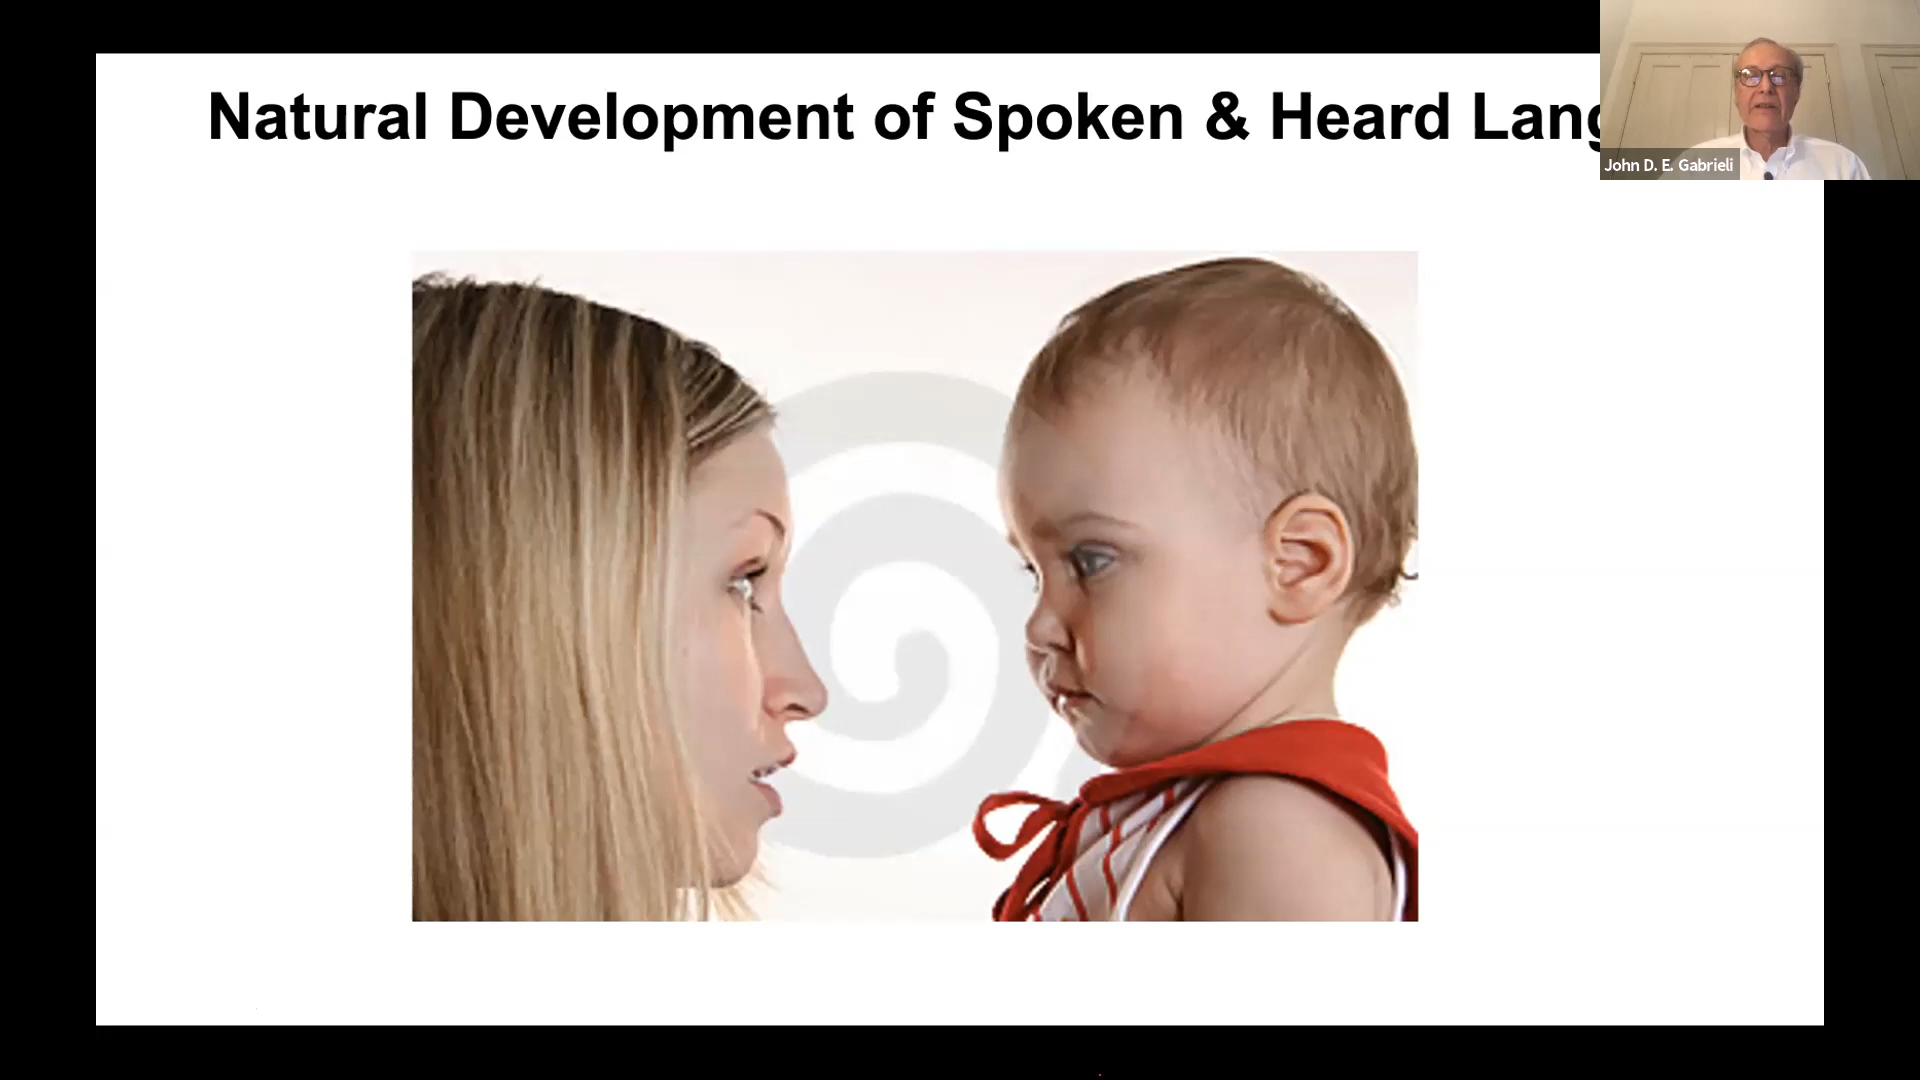 Natural Development of Spoken & Heard Lang
John D. E. Gabrieli